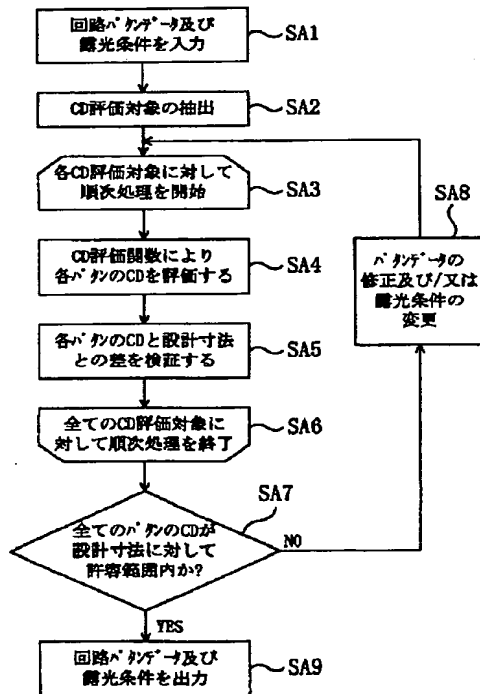 回路パタンデータ及び
露光条件を入力
SA1
CD評価対象の抽出
SA2
各CD評価対象に対して
順次処理を開始
SA3
CD評価関数により
各パタンのCDを評価する
SA4
各パタンのCDと設計寸法
との差を検証する
SA5
全てのCD評価対象に
対して順次処理を終了
SA6
SA7
全てのパタンのCDが
設計寸法に対して
許容範囲内か?
NO
YES
SA8
パタンデータの
修正及び/又は
露光条件の
変更
回路パタンデータ及び
露光条件を出力
SA9